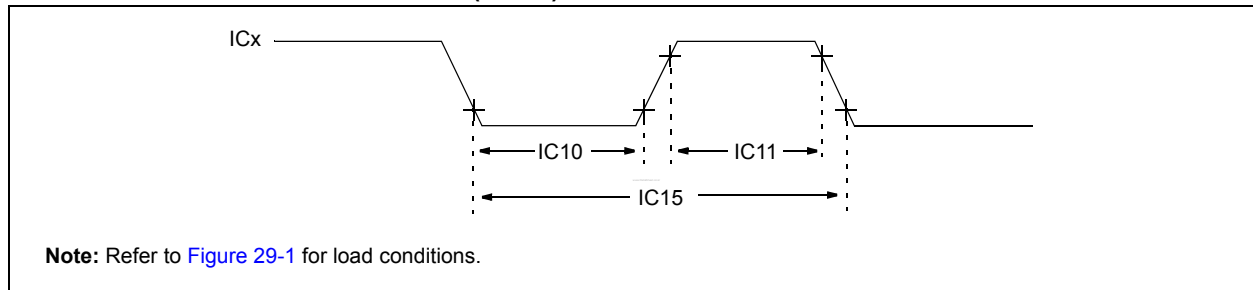 ICx
IC10
IC11
IC15
Note: Refer to Figure 29-1 for load conditions.